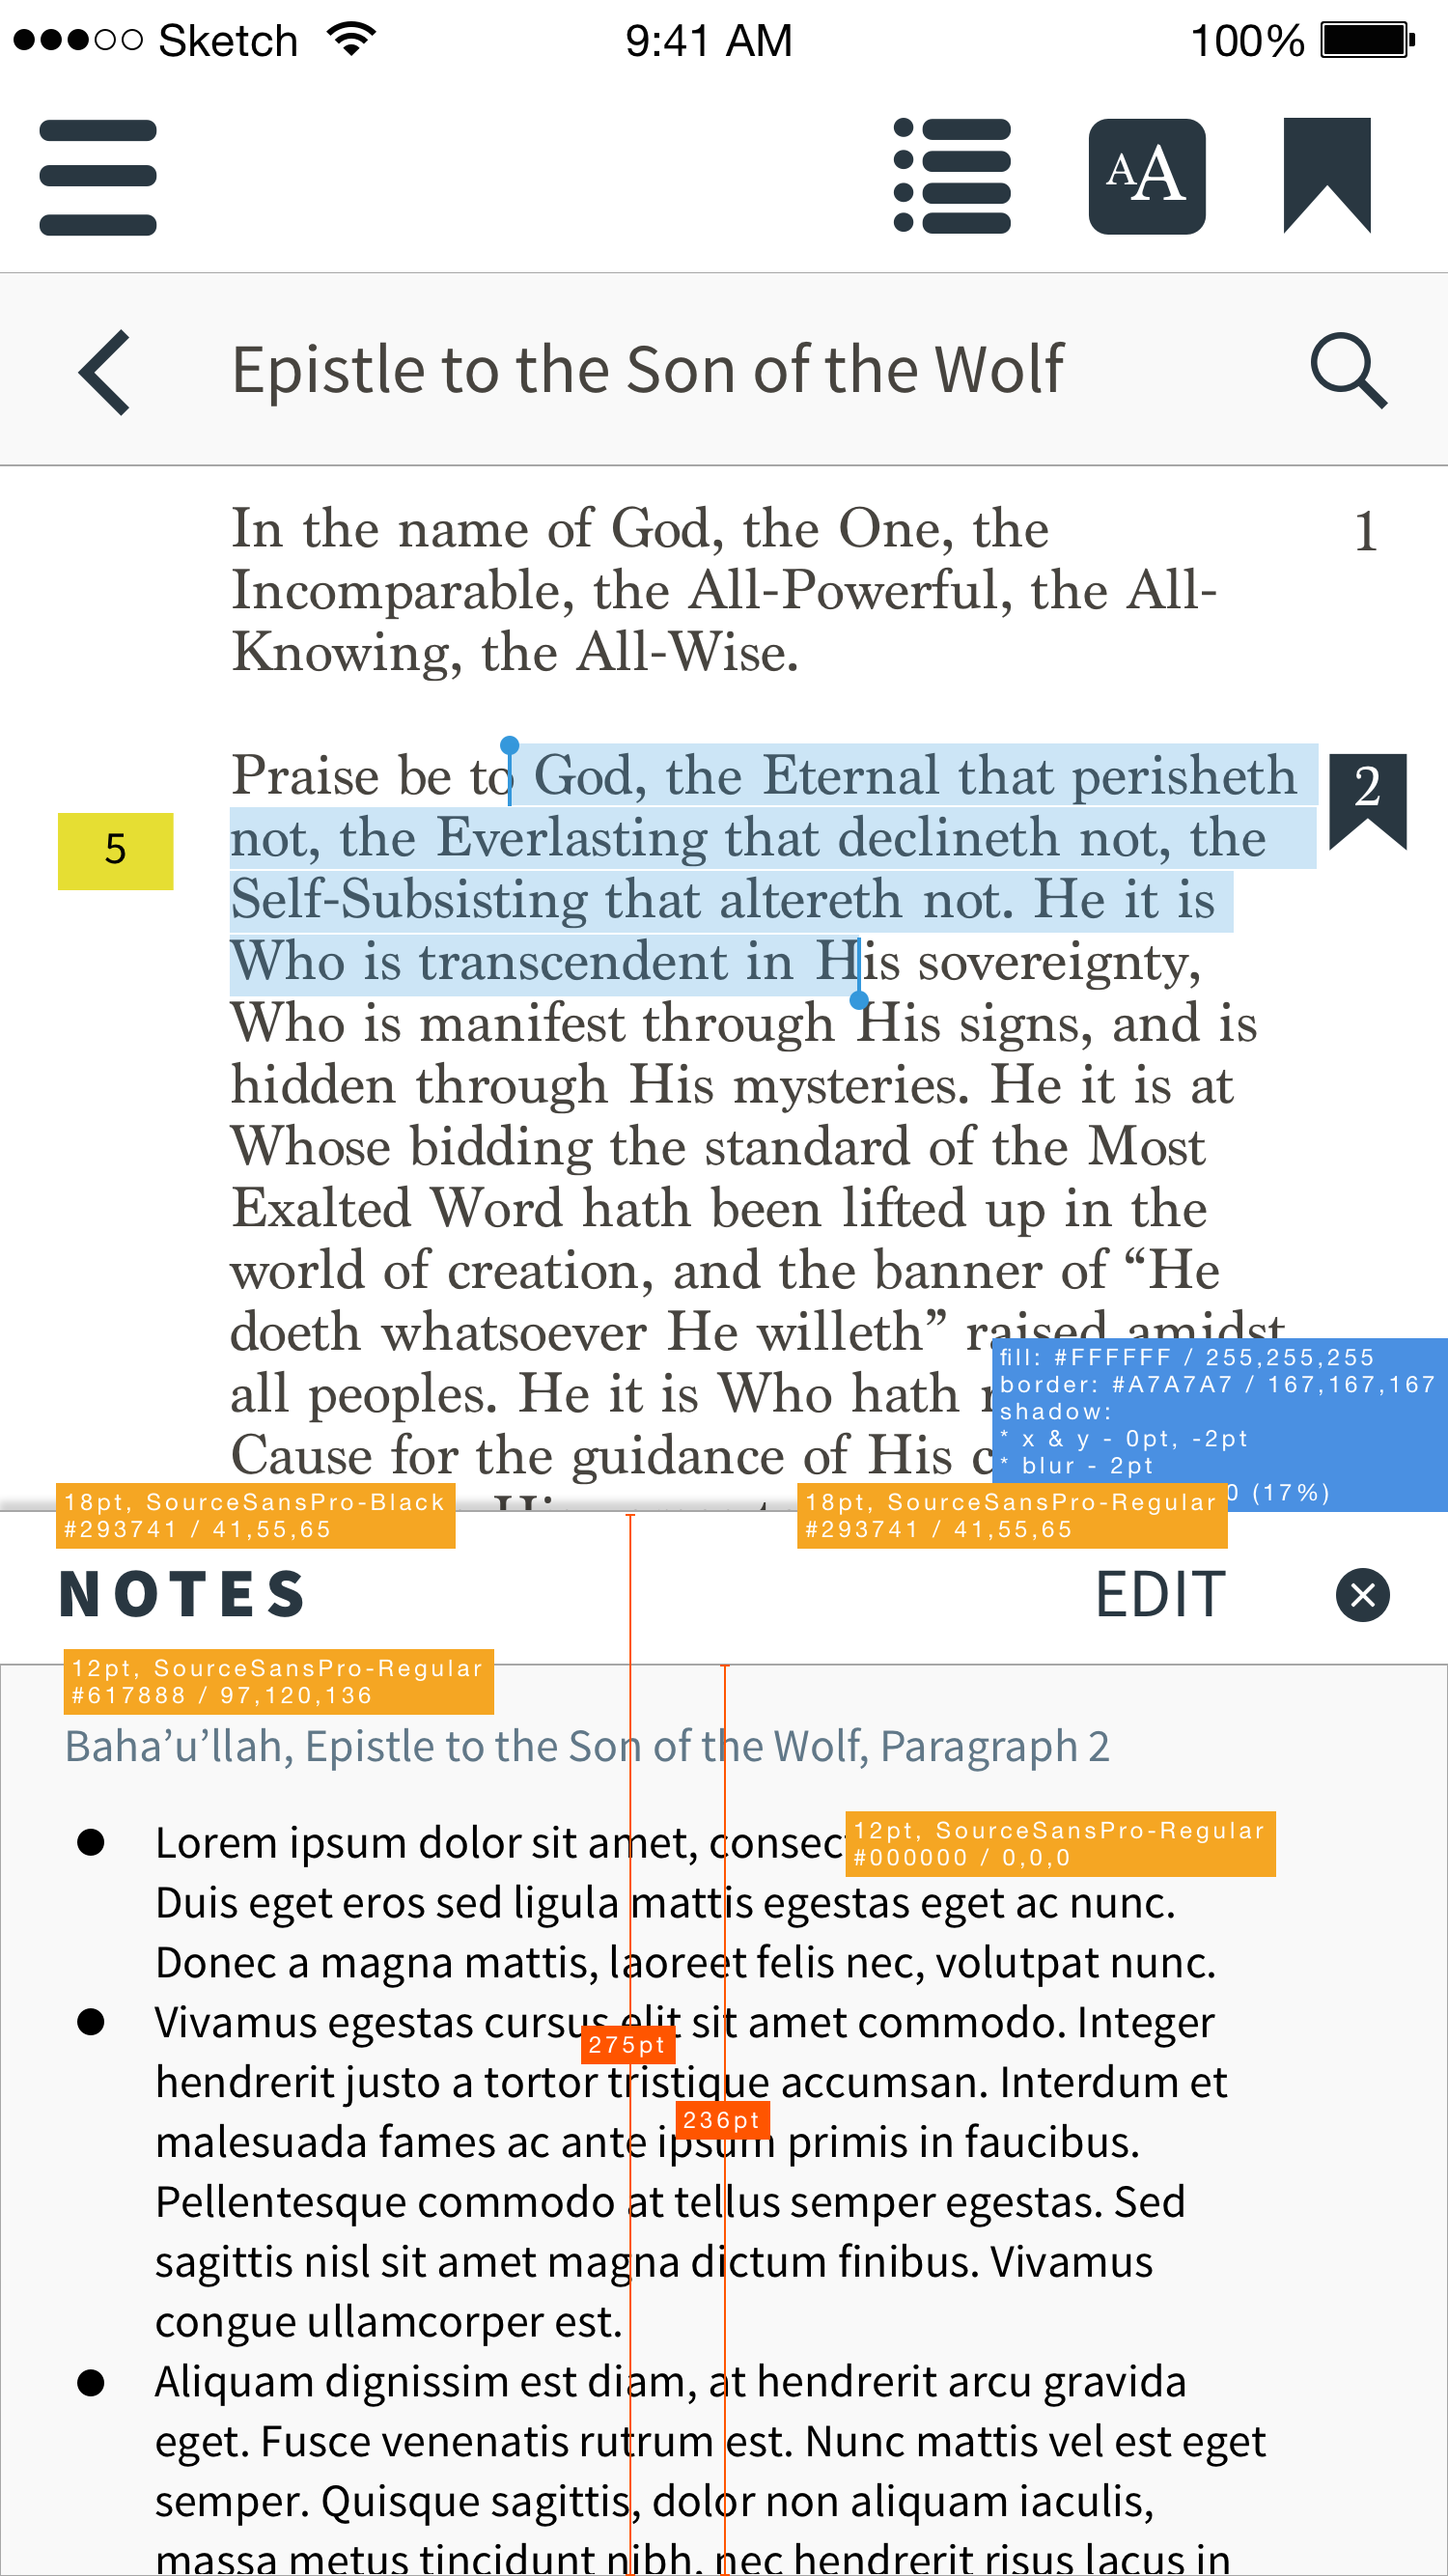 Sketch 9:41 AM 100%
AA
Epistle to the Son of the Wolf
In the name of God, the One, the 1
Incomparable, the All-Powerful, the All-
Knowing, the All-Wise.
Praise be to God, the Eternal that perisheth 2
5 not, the Everlasting that declineth not, the
Self-Subsisting that altereth not. He it is
Who is transcendent in His sovereignty,
Who is manifest through His signs, and is
hidden through His mysteries. He it is at
Whose bidding the standard of the Most
Exalted Word hath been lifted up in the
world of creation, and the banner of “He
doeth whatsoever He willeth” raised amidst
all peoples. He it is Who hath
Cause for the guidance of His
fill: #FFFFFF / 255,255,255
border: #A7A7A7 / 167,167,167
shadow:
* x & y - 0pt, -2pt
* blur - 2pt
0 (17%)
18pt, SourceSansPro-Black
#293741 / 41,55,65
18pt, SourceSansPro-Regular
#293741 / 41,55,65
NOTES EDIT
12pt, SourceSansPro-Regular
#617888 / 97,120,136
Baha’u’llah, Epistle to the Son of the Wolf, Paragraph 2
Lorem ipsum dolor sit amet, consec
12pt, SourceSansPro-Regular
#000000 / 0,0,0
Duis eget eros sed ligula mattis egestas eget ac nunc.
Donec a magna mattis, laoreet felis nec, volutpat nunc.
Vivamus egestas cursus elit sit amet commodo. Integer
275pt
hendrerit justo a tortor tristique accumsan. Interdum et
236pt
malesuada fames ac ante ipsum primis in faucibus.
Pellentesque commodo at tellus semper egestas. Sed
sagittis nisl sit amet magna dictum finibus. Vivamus
congue ullamcorper est.
Aliquam dignissim est diam, at hendrerit arcu gravida
eget. Fusce venenatis rutrum est. Nunc mattis vel est eget
semper. Quisque sagittis, dolor non aliquam iaculis,
massa metus tincidunt nibh, nec hendrerit risus lacus in